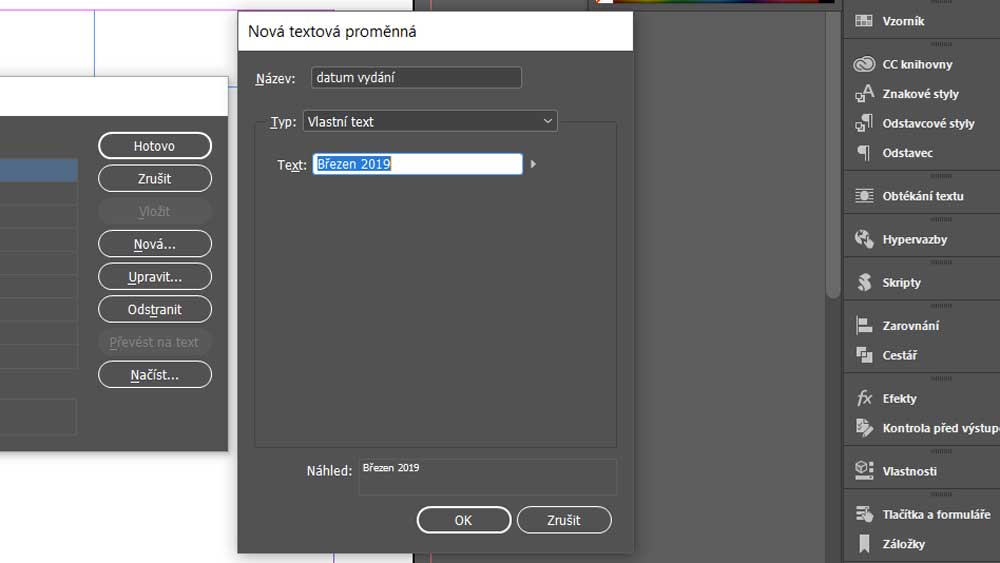 Nová textová proměnná
Název: datum vydání
Typ: Vlastní text
Text: Březen 2019
Náhled: Březen 2019
OK
Zrušit
Hotovo
Zrušit
Vložit
Nová...
Upravit...
Odstranit
Převést na text
Načíst...
Vzorník
CC knihovny
Znakové styly
Odstavcové styly
Odstavec
Obtékání textu
Hypervazby
Skripty
Zarovnání
Cestář
Efekty
Kontrola před výstupe
Vlastnosti
Tlačítka a formuláře
Záložky